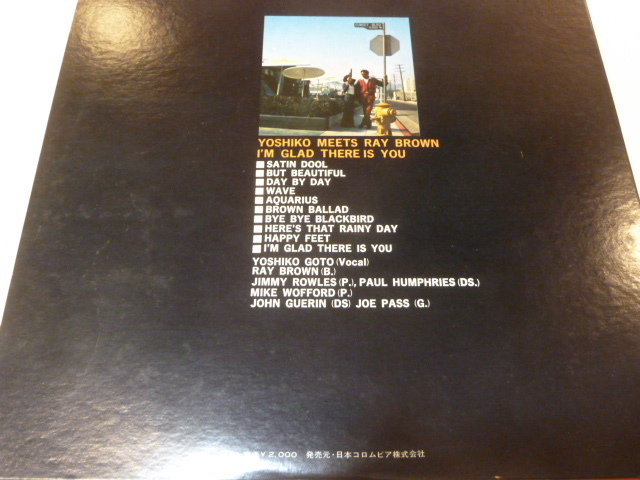 YOSHIKO MEETS RAY BROWN
I'M GLAD THERE IS YOU
SATIN DOOL
BUT BEAUTIFUL
DAY BY DAY
WAVE
AQUARIUS
BROWN BALLAD
BYE BYE BLACKBIRD
HERE'S THAT RAINY DAY
HAPPY FEET
I'M GLAD THERE IS YOU
YOSHIKO GOTO (Vocal)
RAY BROWN (B.)
JIMMY ROWLES (P.), PAUL HUMPHRIES (DS.)
MIKE WOFFORD (P.)
JOHN GUERIN (DS) JOE PASS (G.)
¥2,000 発売元・日本コロムビア株式会社